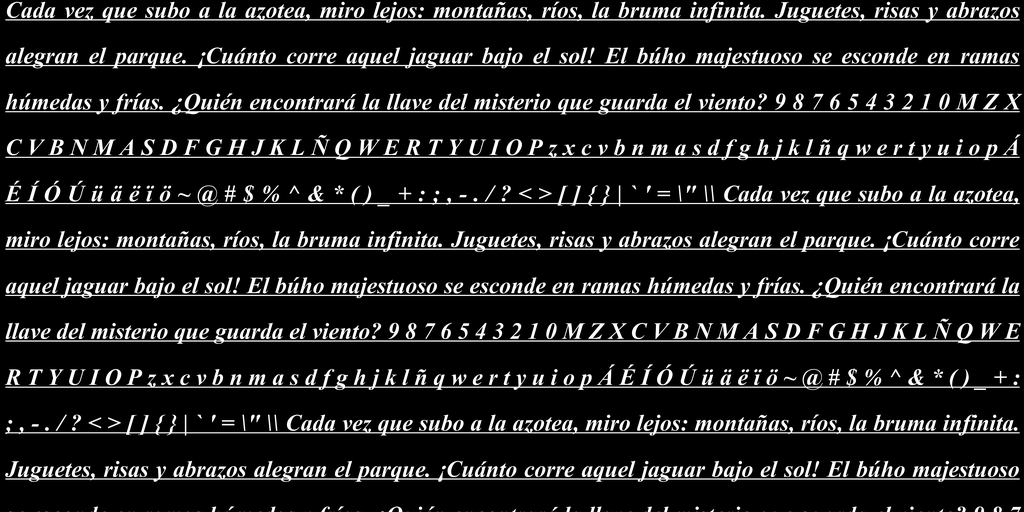 Cada vez que subo a la azotea, miro lejos: montañas, ríos, la bruma infinita. Juguetes, risas y abrazos
alegran el parque. ¡Cuánto corre aquel jaguar bajo el sol! El búho majestuoso se esconde en ramas
húmedas y frías. ¿Quién encontrará la llave del misterio que guarda el viento? 9 8 7 6 5 4 3 2 1 0 M Z X
C V B N M A S D F G H J K L Ñ Q W E R T Y U I O P z x c v b n m a s d f g h j k l ñ q w e r t y u i o p Á
É Í Ó Ú ü ä ë ï ö ~ @ # $ % ^ & * ( ) _ + : ; , - . / ? < > [ ] { } | ` ' = \" \\ Cada vez que subo a la azotea,
miro lejos: montañas, ríos, la bruma infinita. Juguetes, risas y abrazos alegran el parque. ¡Cuánto corre
aquel jaguar bajo el sol! El búho majestuoso se esconde en ramas húmedas y frías. ¿Quién encontrará la
llave del misterio que guarda el viento? 9 8 7 6 5 4 3 2 1 0 M Z X C V B N M A S D F G H J K L Ñ Q W E
R T Y U I O P z x c v b n m a s d f g h j k l ñ q w e r t y u i o p Á É Í Ó Ú ü ä ë ï ö ~ @ # $ % ^ & * ( ) _ + :
; , - . / ? < > [ ] { } | ` ' = \" \\ Cada vez que subo a la azotea, miro lejos: montañas, ríos, la bruma infinita.
Juguetes, risas y abrazos alegran el parque. ¡Cuánto corre aquel jaguar bajo el sol! El búho majestuoso